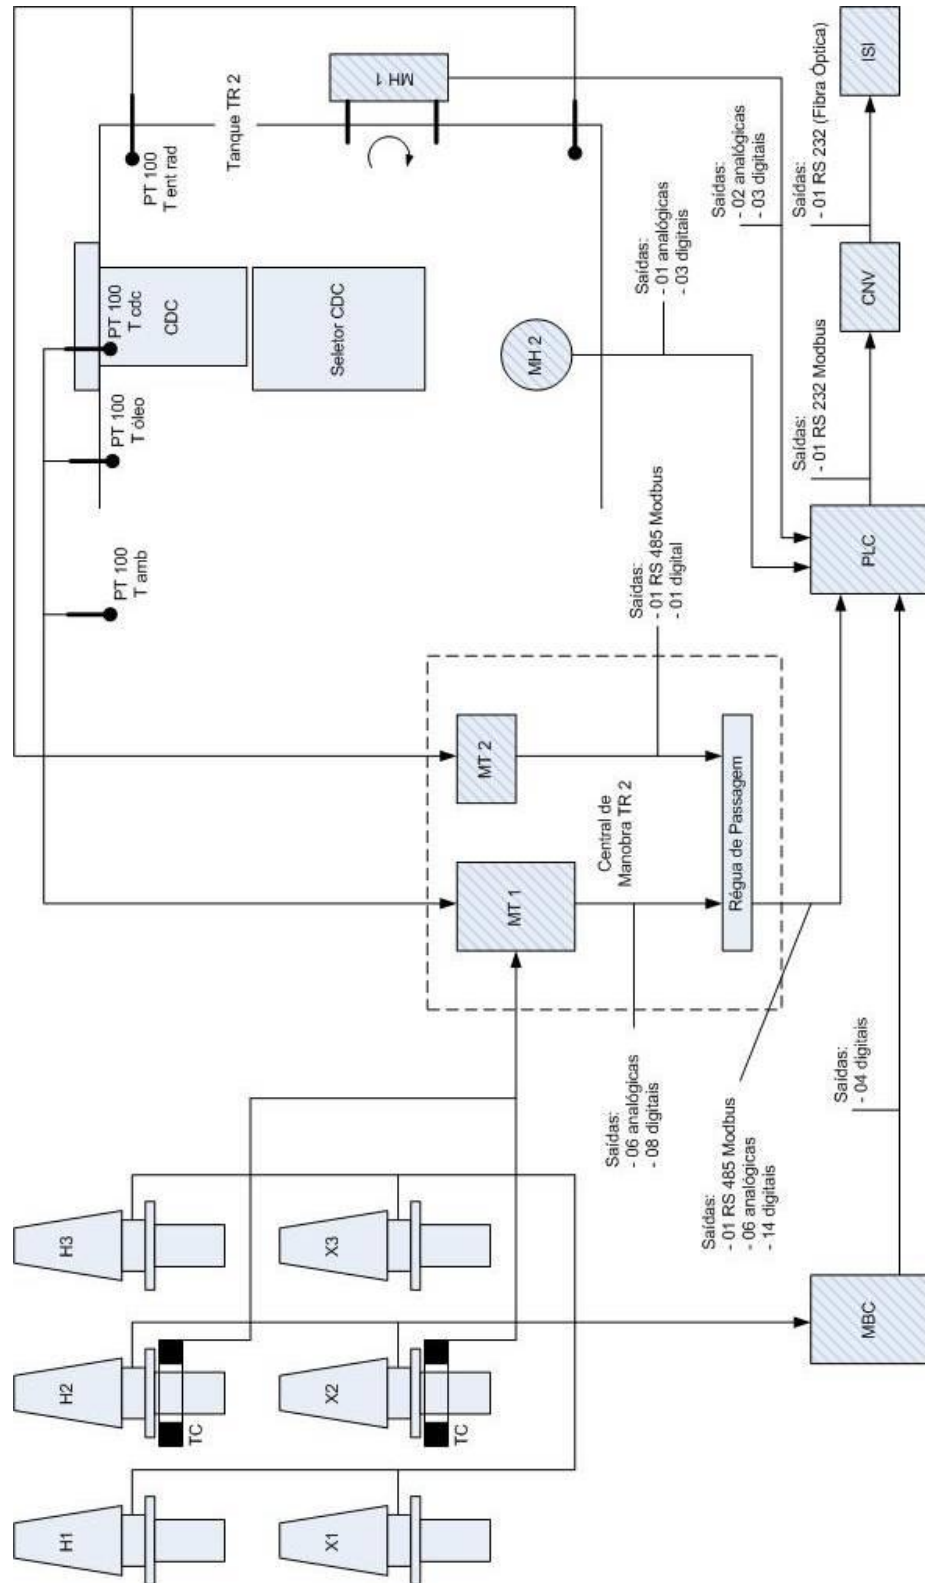 H1
H2
H3
TC
X1
X2
X3
TC
PT 100
T amb
PT 100
T óleo
PT 100
T cdc
CDC
Seletor CDC
PT 100
T ent rad
Tanque TR 2
MH 1
MH 2
MT 1
MT 2
Central de
Manobra TR 2
Régua de Passagem
Saídas:
- 06 analógicas
- 08 digitais
Saídas:
- 01 RS 485 Modbus
- 01 digital
Saídas:
- 01 analógicas
- 03 digitais
Saídas:
- 02 analógicas
- 03 digitais
Saídas:
- 01 RS 485 Modbus
- 06 analógicas
- 14 digitais
Saídas:
- 04 digitais
Saídas:
- 01 RS 232 Modbus
Saídas:
- 01 RS 232 (Fibra Óptica)
MBC
PLC
CNV
ISI